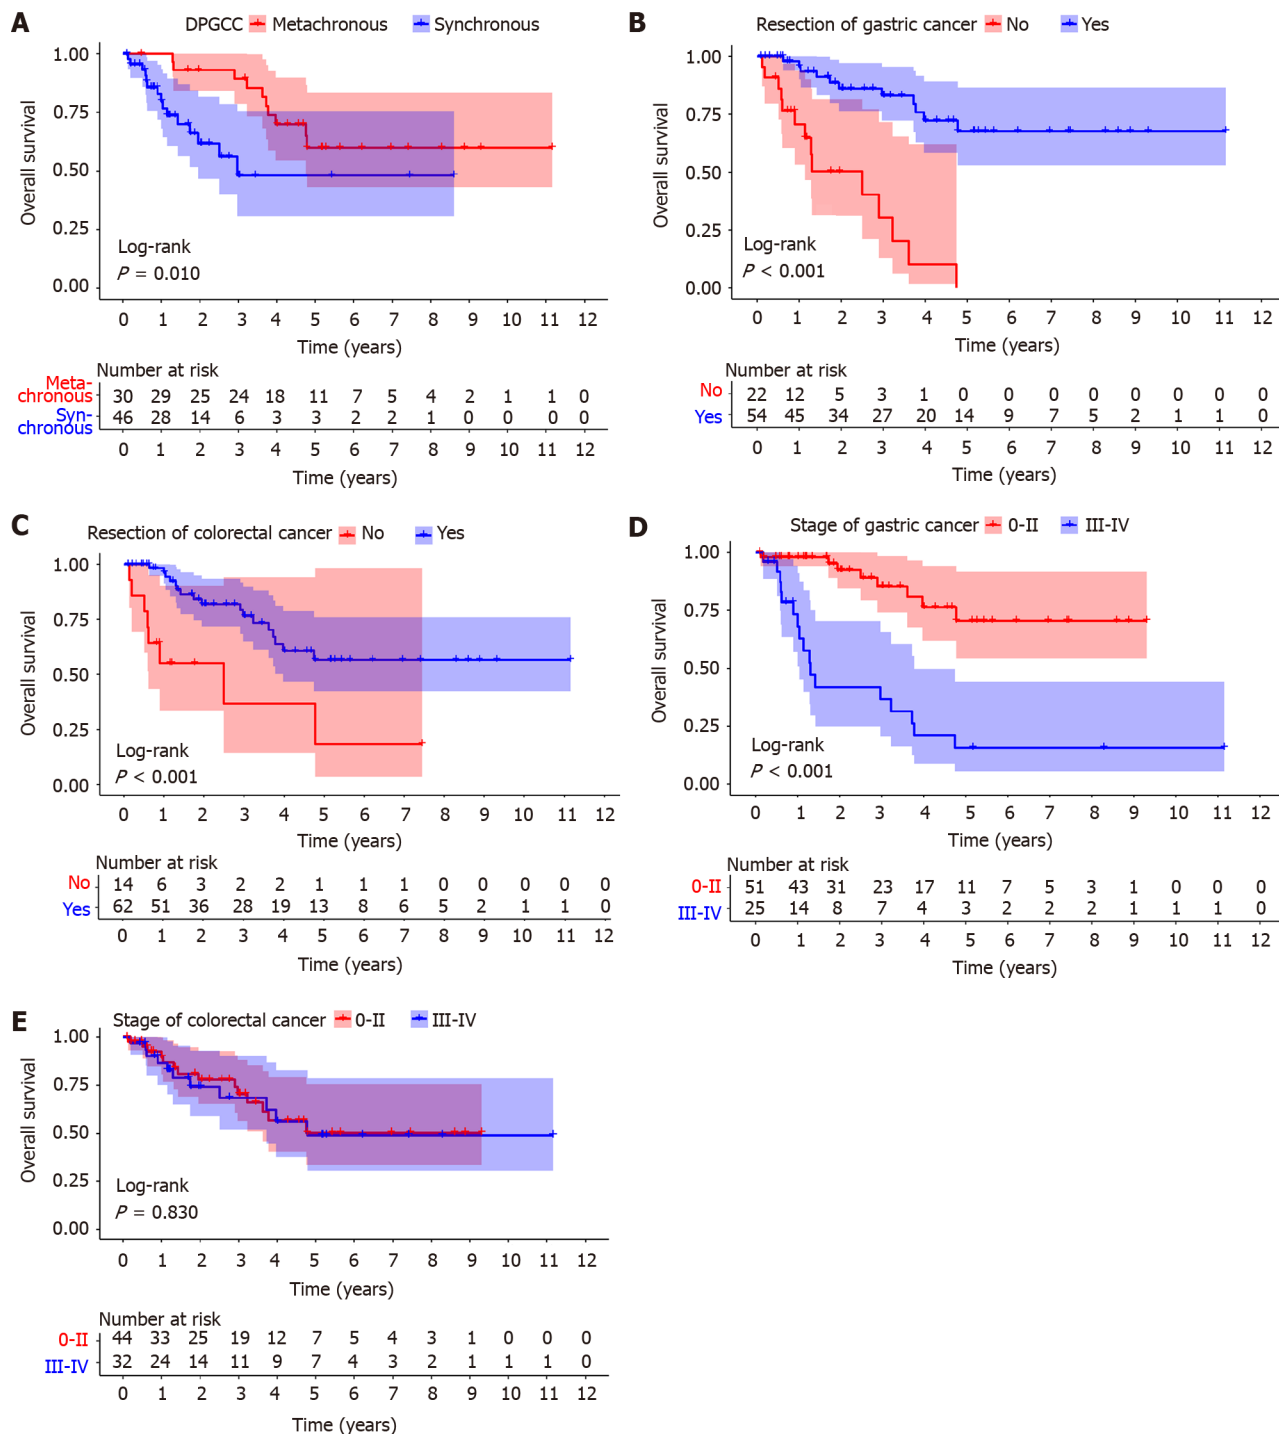 A
DPGCC Metachronous Synchronous
1.00
0.75
0.50
0.25
0.00
Overall survival
Log-rank
P = 0.010
0 1 2 3 4 5 6 7 8 9 10 11 12
Time (years)
Number at risk
Meta-
chronous 30 29 25 24 18 11 7 5 4 2 1 1 0
Syn-
chronous 46 28 14 6 3 3 2 2 1 0 0 0 0
0 1 2 3 4 5 6 7 8 9 10 11 12
Time (years)
B
Resection of gastric cancer No Yes
1.00
0.75
0.50
0.25
0.00
Overall survival
Log-rank
P < 0.001
0 1 2 3 4 5 6 7 8 9 10 11 12
Time (years)
Number at risk
No 22 12 5 3 1 0 0 0 0 0 0 0 0
Yes 54 45 34 27 20 14 9 7 5 2 1 1 0
0 1 2 3 4 5 6 7 8 9 10 11 12
Time (years)
C
Resection of colorectal cancer No Yes
1.00
0.75
0.50
0.25
0.00
Overall survival
Log-rank
P < 0.001
0 1 2 3 4 5 6 7 8 9 10 11 12
Time (years)
Number at risk
No 14 6 3 2 2 1 1 1 0 0 0 0 0
Yes 62 51 36 28 19 13 8 6 5 2 1 1 0
0 1 2 3 4 5 6 7 8 9 10 11 12
Time (years)
D
Stage of gastric cancer 0-II III-IV
1.00
0.75
0.50
0.25
0.00
Overall survival
Log-rank
P < 0.001
0 1 2 3 4 5 6 7 8 9 10 11 12
Time (years)
Number at risk
0-II 51 43 31 23 17 11 7 5 3 1 0 0 0
III-IV 25 14 8 7 4 3 2 2 2 1 1 1 0
0 1 2 3 4 5 6 7 8 9 10 11 12
Time (years)
E
Stage of colorectal cancer 0-II III-IV
1.00
0.75
0.50
0.25
0.00
Overall survival
Log-rank
P = 0.830
0 1 2 3 4 5 6 7 8 9 10 11 12
Time (years)
Number at risk
0-II 44 33 25 19 12 7 5 4 3 1 0 0 0
III-IV 32 24 14 11 9 7 4 3 2 1 1 1 0
0 1 2 3 4 5 6 7 8 9 10 11 12
Time (years)